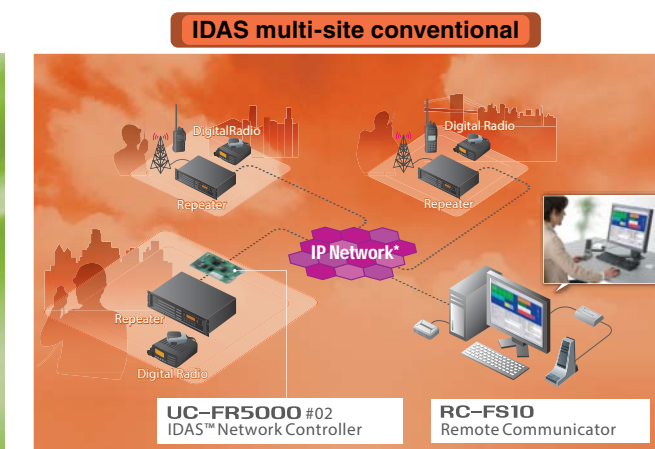 IDAS multi-site conventional
DigitalRadio
Repeater
Digital Radio
Repeater
IP Network*
Repeater
Digital Radio
UC-FR5000 #02
IDAS™ Network Controller
RC-FS10
Remote Communicator